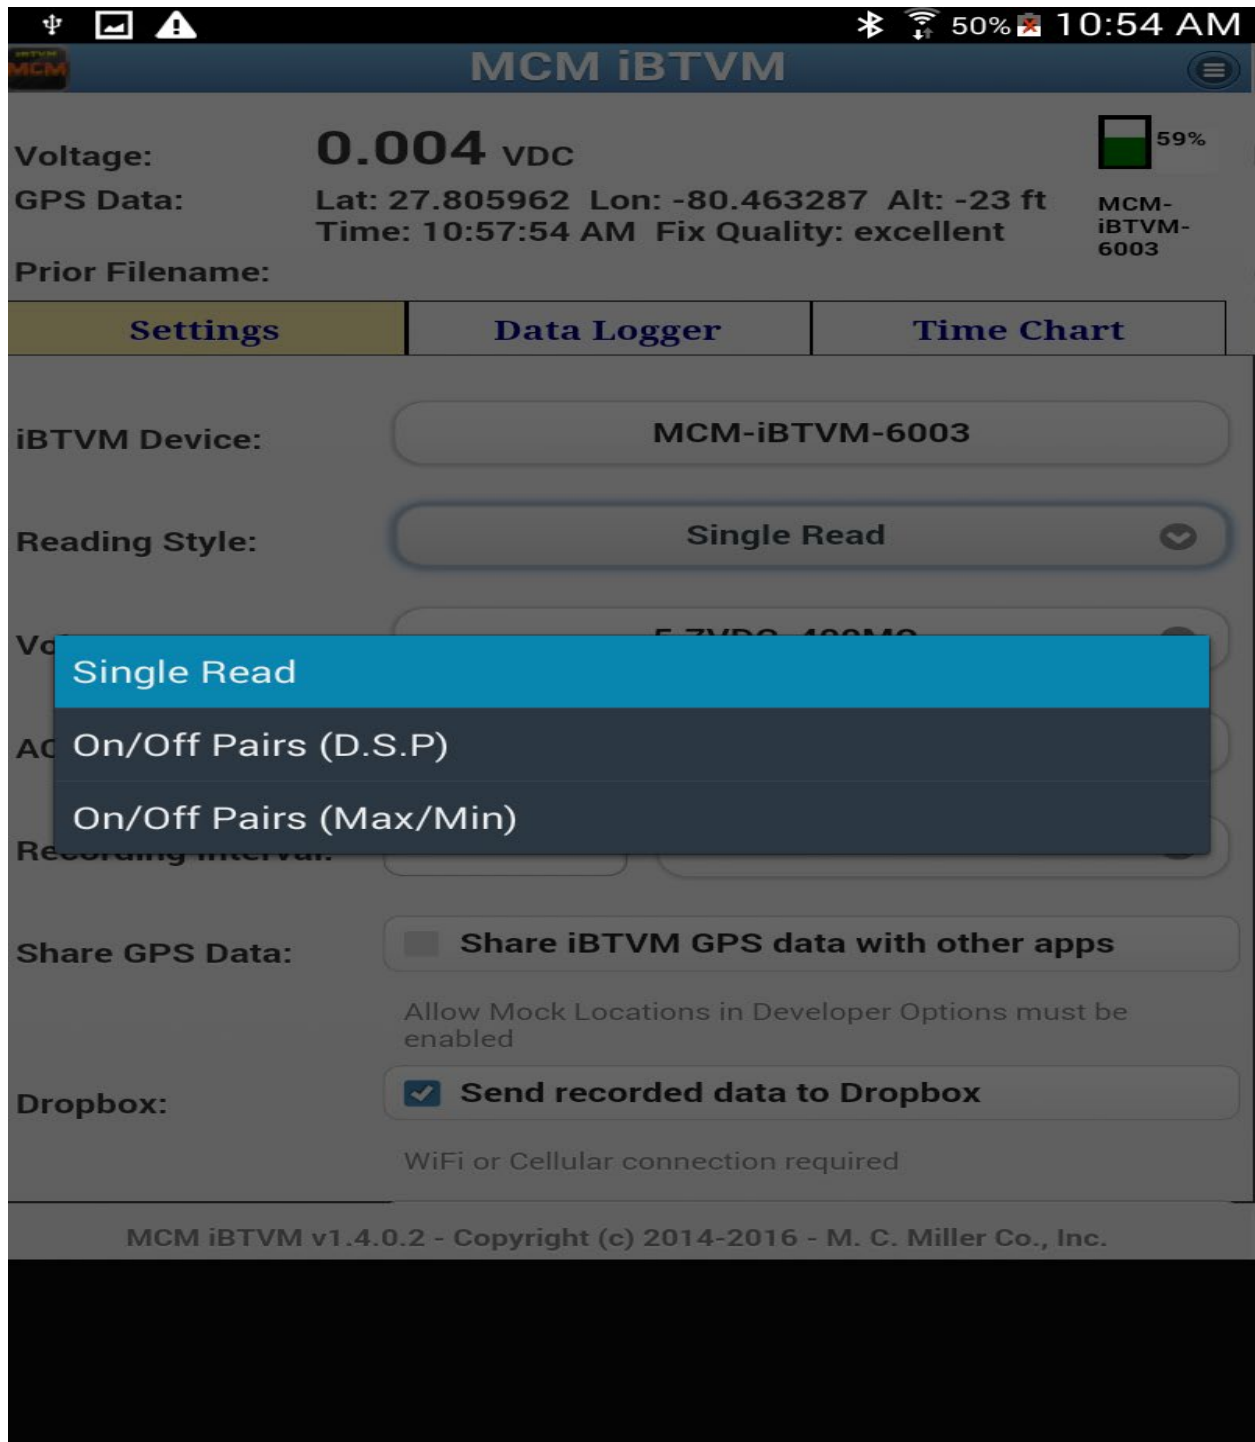 50% 10:54 AM
iBTVM
MCM
MCM iBTVM
Voltage: 0.004 VDC
59%
GPS Data: Lat: 27.805962 Lon: -80.463287 Alt: -23 ft
Time: 10:57:54 AM Fix Quality: excellent
MCM-
iBTVM-
6003
Prior Filename:
Settings Data Logger Time Chart
iBTVM Device: MCM-iBTVM-6003
Reading Style: Single Read
Single Read
On/Off Pairs (D.S.P)
On/Off Pairs (Max/Min)
Recording Interval:
Share GPS Data: Share iBTVM GPS data with other apps
Allow Mock Locations in Developer Options must be
enabled
Dropbox: Send recorded data to Dropbox
WiFi or Cellular connection required
MCM iBTVM v1.4.0.2 - Copyright (c) 2014-2016 - M. C. Miller Co., Inc.